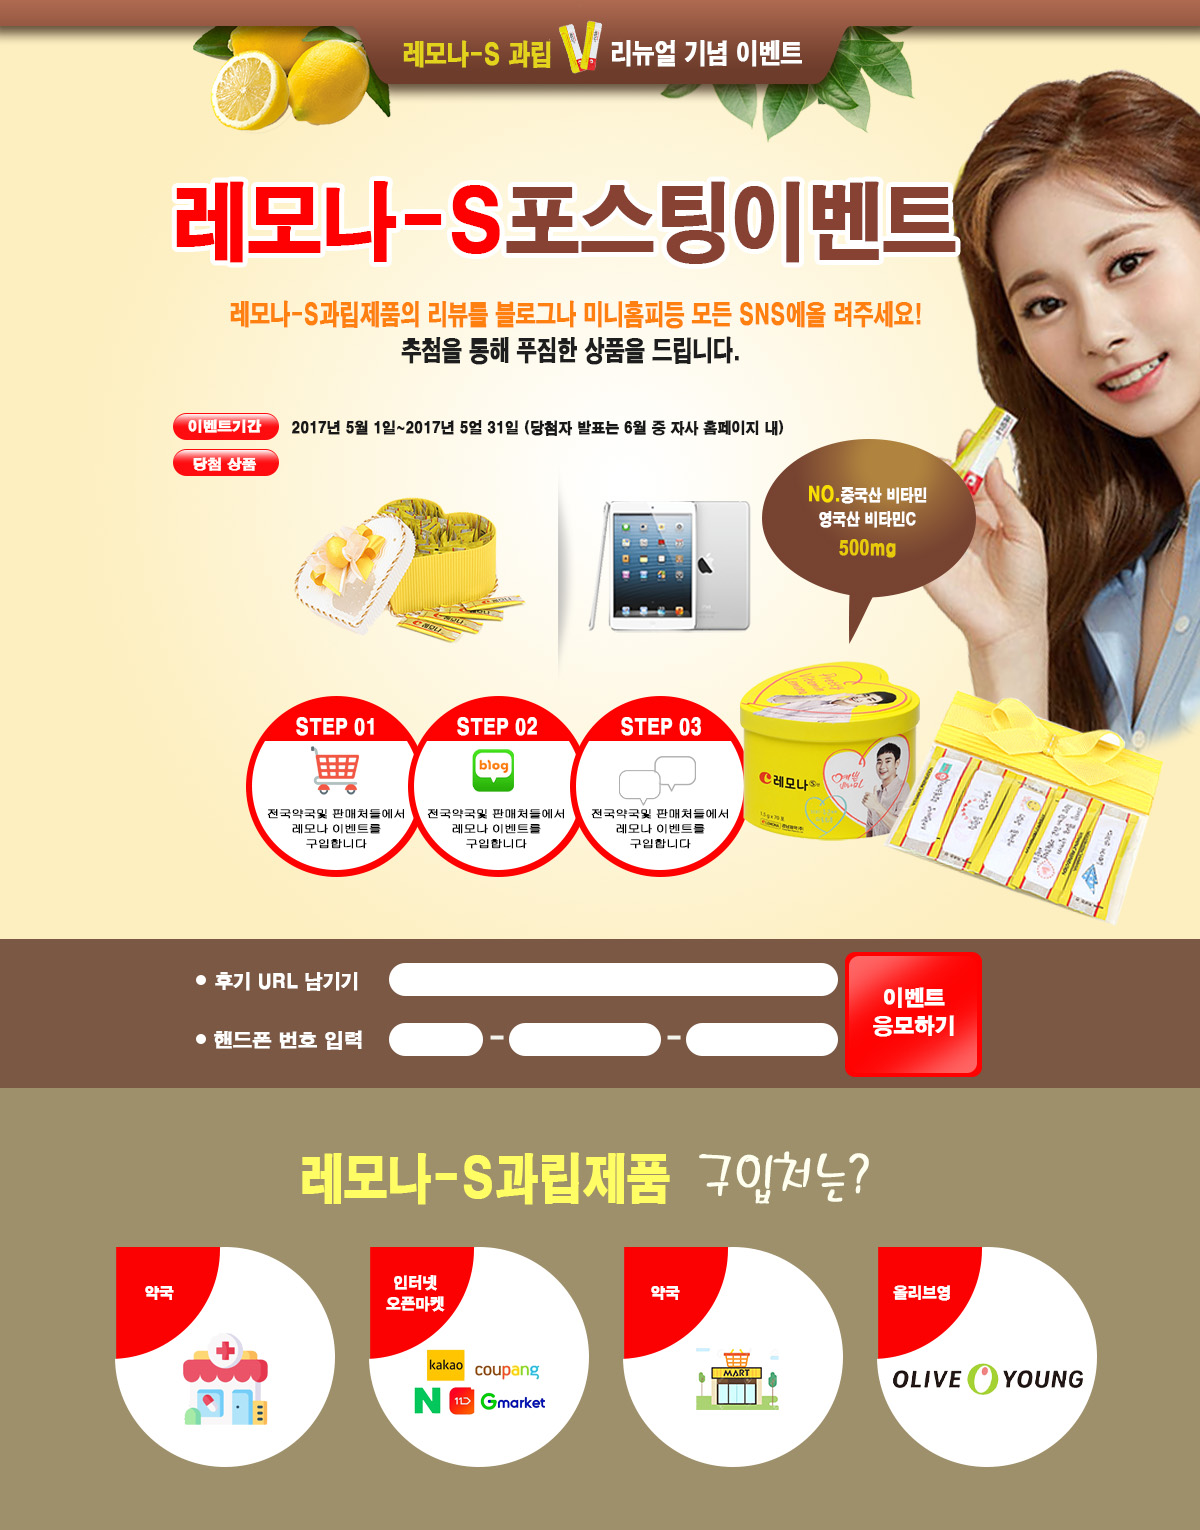 레모나-S 과립 리뉴얼 기념 이벤트
레모나-S포스팅이벤트
레모나-S과립제품의 리뷰를 블로그나 미니홈피등 모든 SNS에올 려주세요!
추첨을 통해 푸짐한 상품을 드립니다.
이벤트기간 2017년 5월 1일~2017년 5얼 31일 (당첨자 발표는 6월 중 자사 홈페이지 내)
당첨 상품
NO.중국산 비타민
영국산 비타민C
500mg
STEP 01
전국약국및 판매처들에서
레모나 이벤트를
구입합니다
STEP 02
blog
전국약국및 판매처들에서
레모나 이벤트를
구입합니다
STEP 03
전국약국및 판매처들에서
레모나 이벤트를
구입합니다
레모나
후기 URL 남기기
핸드폰 번호 입력 - -
이벤트
응모하기
레모나-S과립제품 구입처는?
약국
인터넷
오픈마켓
kakao coupang
N 11D Gmarket
약국
MART
올리브영
OLIVE YOUNG